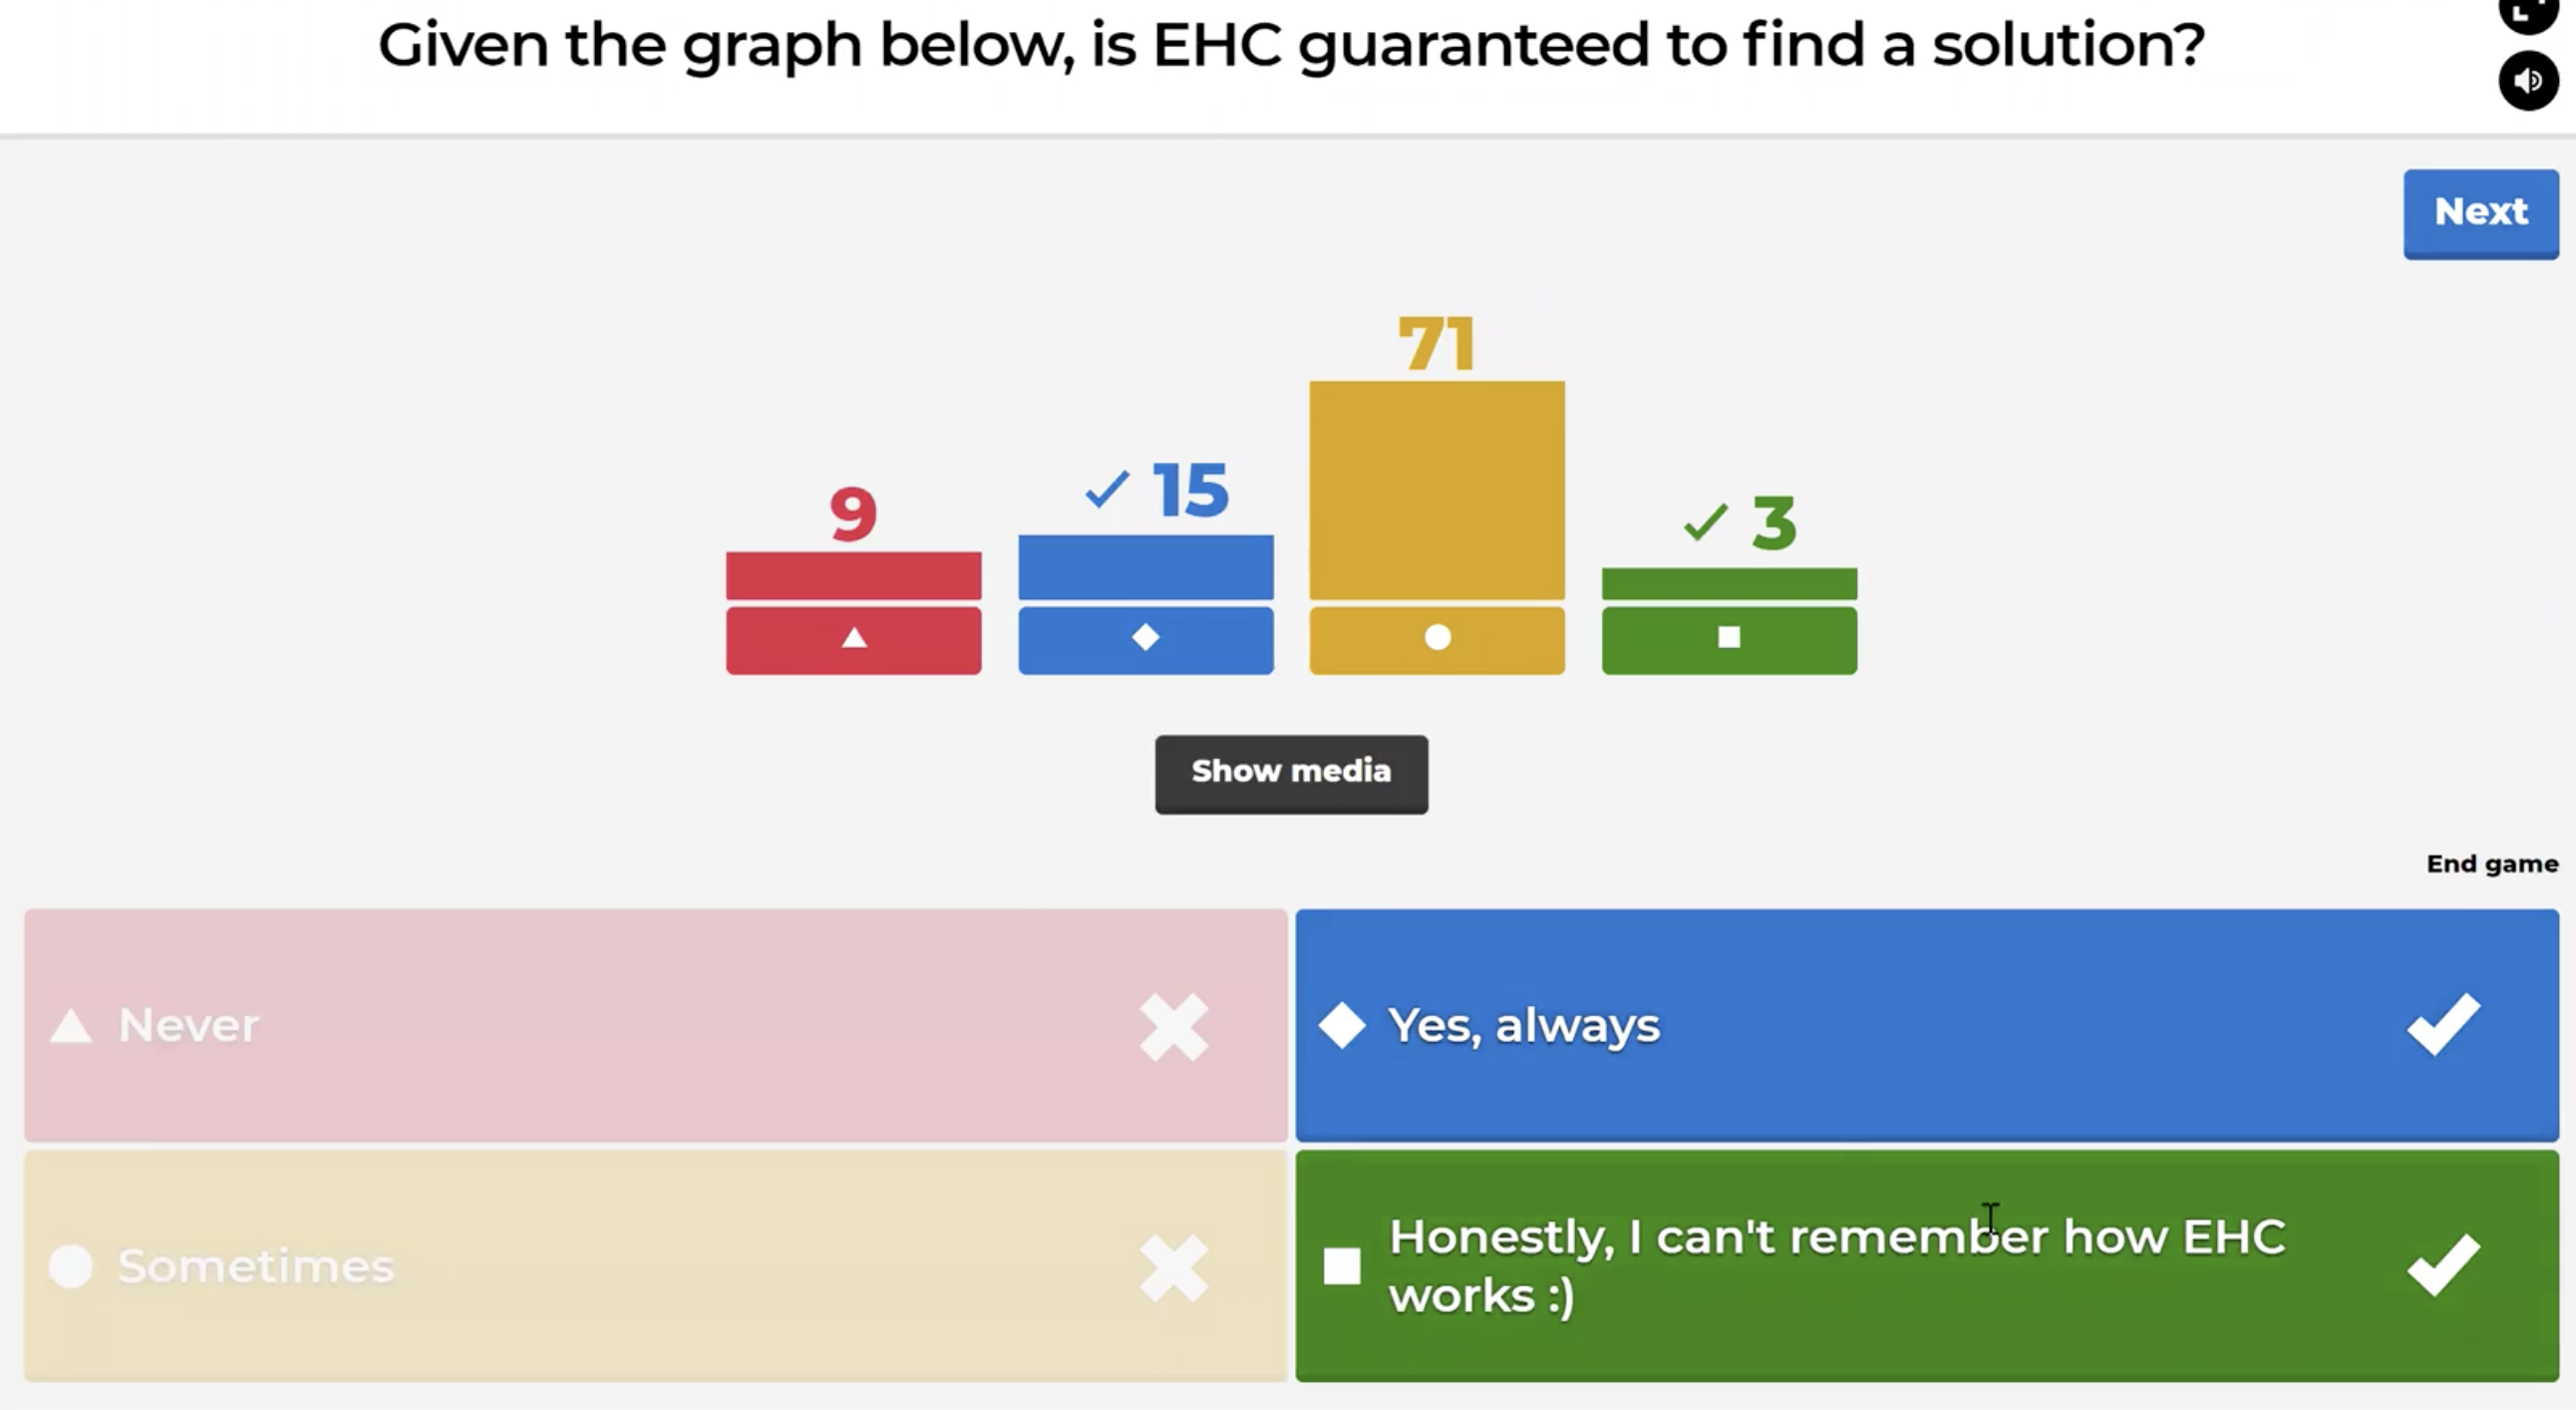 Given the graph below, is EHC guaranteed to find a solution?
Next
71
15
9
3
Show media
End game
Never
Yes, always
Sometimes
Honestly, I can't remember how EHC
works :)